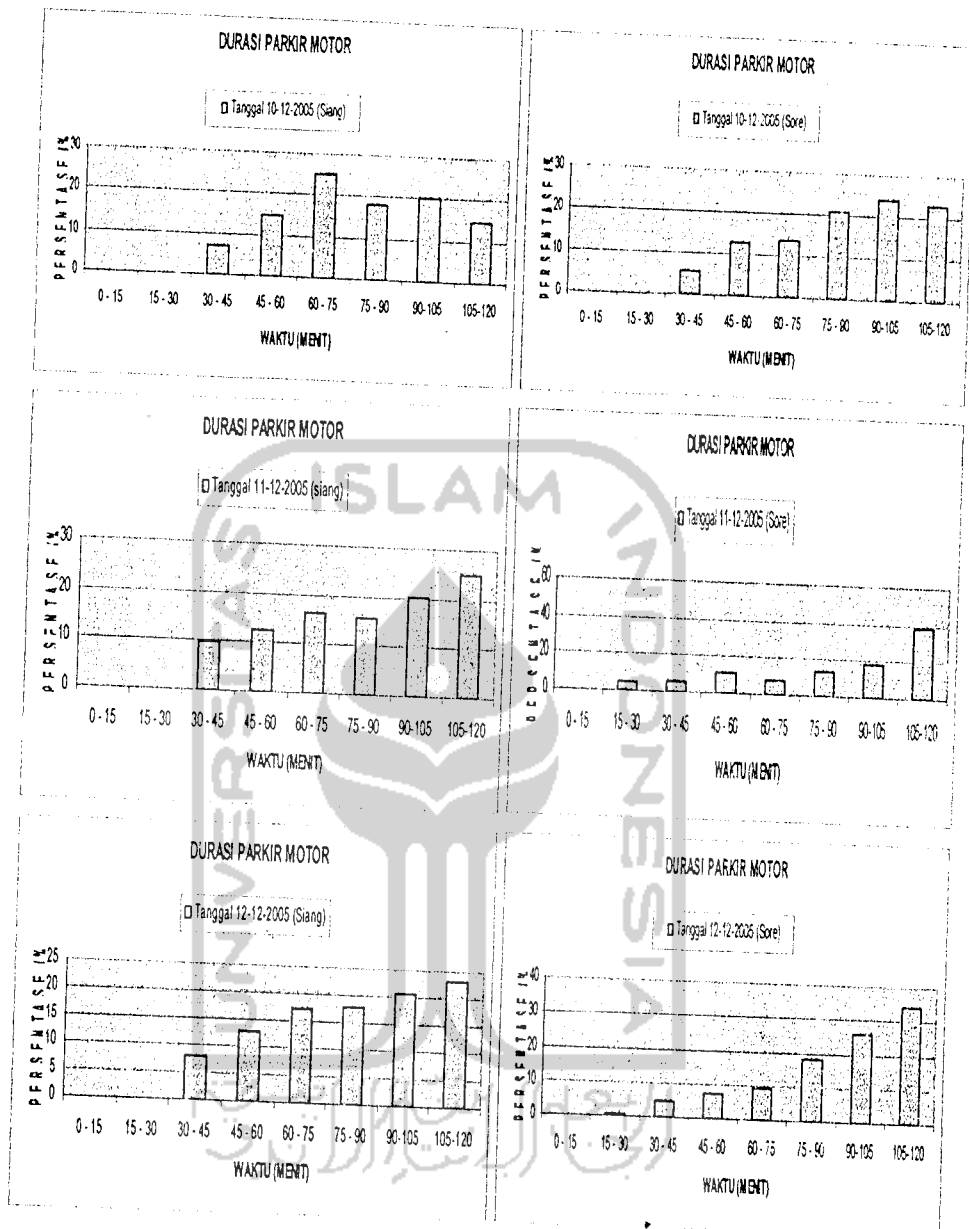 DURASI PARKIR MOTOR
Tanggal 10-12-2005 (Siang)
PERSENTASE
30
20
10
0
0 - 15 15 - 30 30 - 45 45 - 60 60 - 75 75 - 90 90-105 105-120
WAKTU (MENIT)
DURASI PARKIR MOTOR
Tanggal 10-12-2005 (Sore)
PERSENTASE
30
20
10
0
0 - 15 15 - 30 30 - 45 45 - 60 60 - 75 75 - 90 90-105 105-120
WAKTU (MENIT)
DURASI PARKIR MOTOR
Tanggal 11-12-2005 (siang)
PERSENTASE
30
20
10
0
0 - 15 15 - 30 30 - 45 45 - 60 60 - 75 75 - 90 90-105 105-120
WAKTU (MENIT)
DURASI PARKIR MOTOR
Tanggal 11-12-2005 (Sore)
60
40
20
0
0 - 15 15 - 30 30 - 45 45 - 60 60 - 75 75 - 90 90-105 105-120
WAKTU (MENIT)
DURASI PARKIR MOTOR
Tanggal 12-12-2005 (Siang)
PERSENTASE
25
20
15
10
5
0
0 - 15 15 - 30 30 - 45 45 - 60 60 - 75 75 - 90 90-105 105-120
WAKTU (MENIT)
DURASI PARKIR MOTOR
Tanggal 12-12-2005 (Sore)
PERSENTASE
40
30
20
10
0
0 - 15 15 - 30 30 - 45 45 - 60 60 - 75 75 - 90 90-105 105-120
WAKTU (MENIT)
UNIVERSITAS
ISLAM
INDONESIA